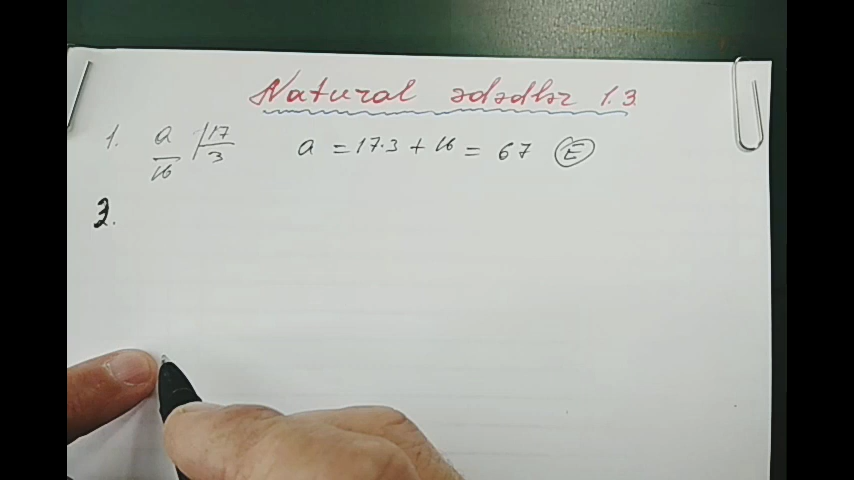 Natural ədədlər 1.3.
1. a | 17 a = 17·3 + 16 = 67 E
16 3
2.